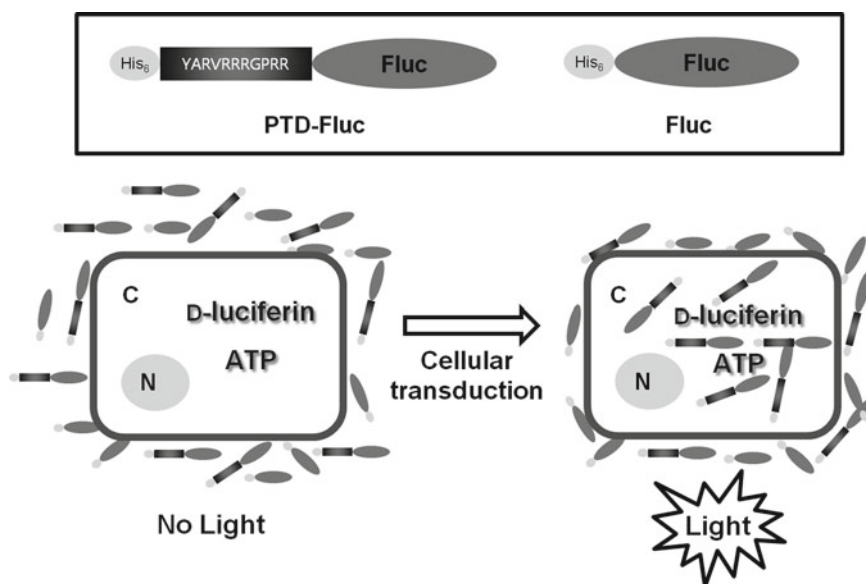 His6 YARVRRRGPRR Fluc
His6 Fluc
PTD-Fluc
Fluc
C
D-luciferin
ATP
N
No Light
Cellular
transduction
C
D-luciferin
ATP
N
Light